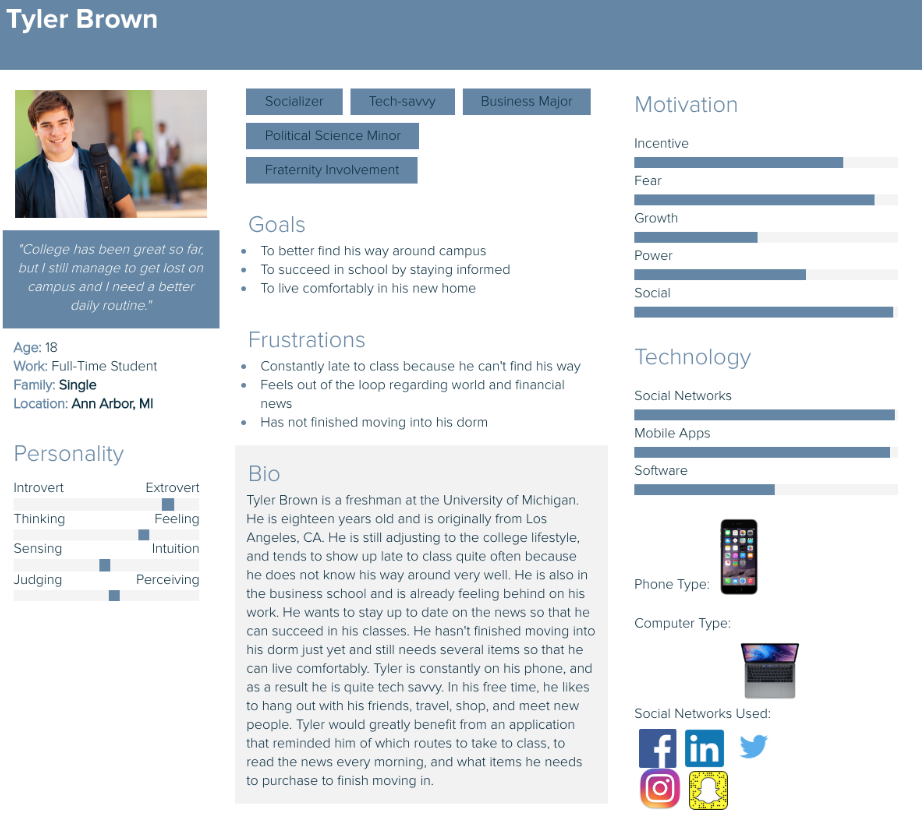 Tyler Brown
"College has been great so far,
but I still manage to get lost on
campus and I need a better
daily routine."
Age: 18
Work: Full-Time Student
Family: Single
Location: Ann Arbor, MI
Personality
Introvert Extrovert
Thinking Feeling
Sensing Intuition
Judging Perceiving
Socializer Tech-savvy Business Major
Political Science Minor
Fraternity Involvement
Goals
• To better find his way around campus
• To succeed in school by staying informed
• To live comfortably in his new home
Frustrations
• Constantly late to class because he can't find his way
• Feels out of the loop regarding world and financial
news
• Has not finished moving into his dorm
Bio
Tyler Brown is a freshman at the University of Michigan.
He is eighteen years old and is originally from Los
Angeles, CA. He is still adjusting to the college lifestyle,
and tends to show up late to class quite often because
he does not know his way around very well. He is also in
the business school and is already feeling behind on his
work. He wants to stay up to date on the news so that he
can succeed in his classes. He hasn't finished moving into
his dorm just yet and still needs several items so that he
can live comfortably. Tyler is constantly on his phone, and
as a result he is quite tech savvy. In his free time, he likes
to hang out with his friends, travel, shop, and meet new
people. Tyler would greatly benefit from an application
that reminded him of which routes to take to class, to
read the news every morning, and what items he needs
to purchase to finish moving in.
Motivation
Incentive
Fear
Growth
Power
Social
Technology
Social Networks
Mobile Apps
Software
Phone Type:
Computer Type:
Social Networks Used:
f in